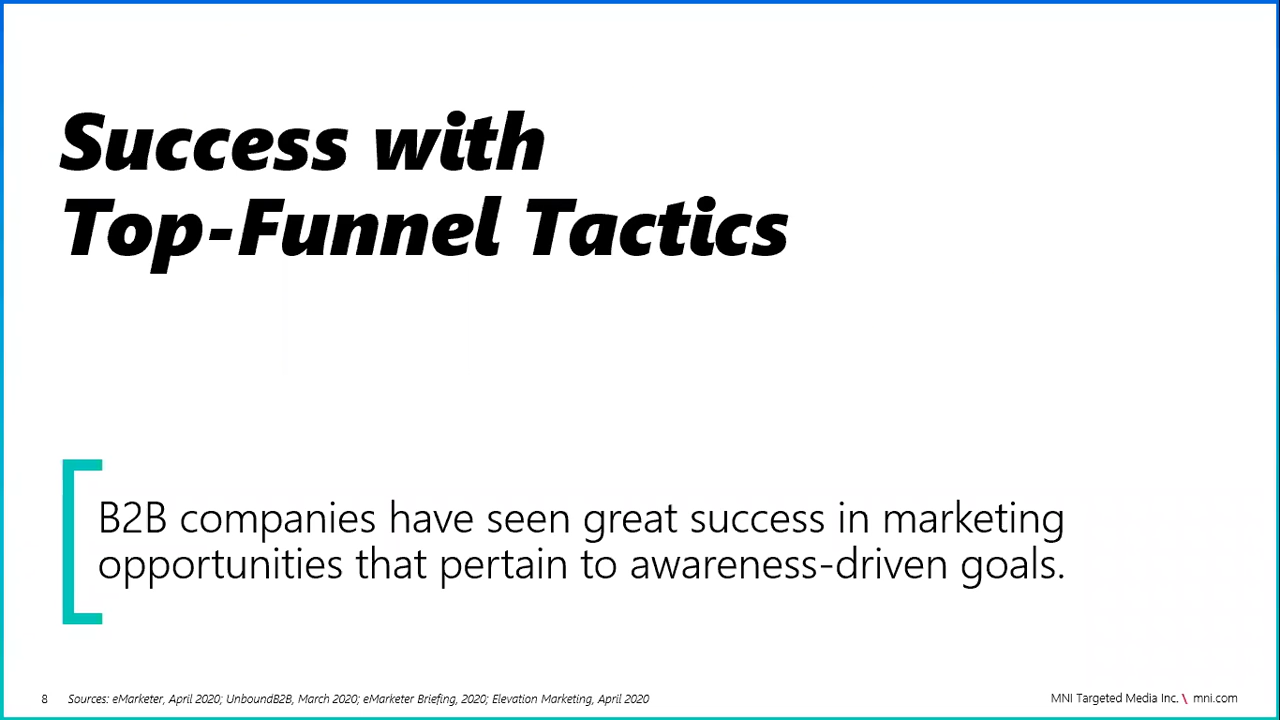 Success with
Top-Funnel Tactics
B2B companies have seen great success in marketing
opportunities that pertain to awareness-driven goals.
8 Sources: eMarketer, April 2020; UnboundB2B, March 2020; eMarketer Briefing, 2020; Elevation Marketing, April 2020
MNI Targeted Media Inc. \ mni.com